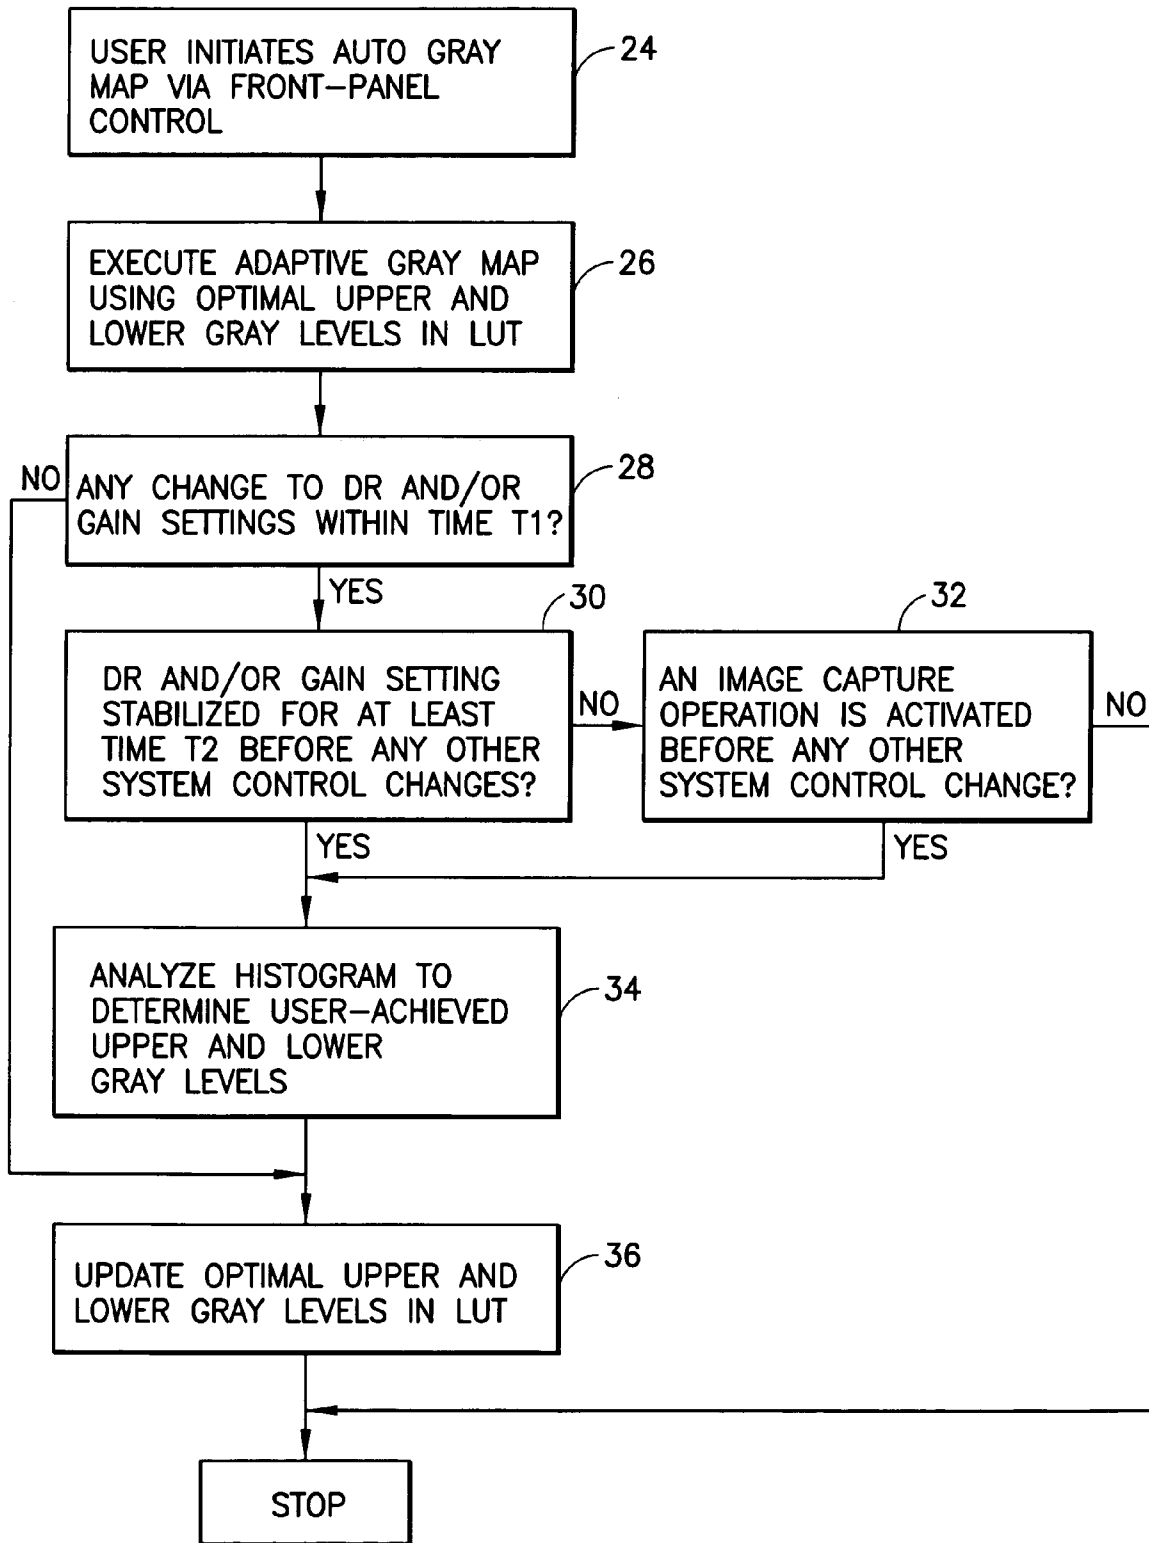 USER INITIATES AUTO GRAY
MAP VIA FRONT-PANEL
CONTROL
24
EXECUTE ADAPTIVE GRAY MAP
USING OPTIMAL UPPER AND
LOWER GRAY LEVELS IN LUT
26
NO
ANY CHANGE TO DR AND/OR
GAIN SETTINGS WITHIN TIME T1?
28
YES
30
DR AND/OR GAIN SETTING
STABILIZED FOR AT LEAST
TIME T2 BEFORE ANY OTHER
SYSTEM CONTROL CHANGES?
NO
32
AN IMAGE CAPTURE
OPERATION IS ACTIVATED
BEFORE ANY OTHER
SYSTEM CONTROL CHANGE?
NO
YES
YES
ANALYZE HISTOGRAM TO
DETERMINE USER-ACHIEVED
UPPER AND LOWER
GRAY LEVELS
34
UPDATE OPTIMAL UPPER AND
LOWER GRAY LEVELS IN LUT
36
STOP